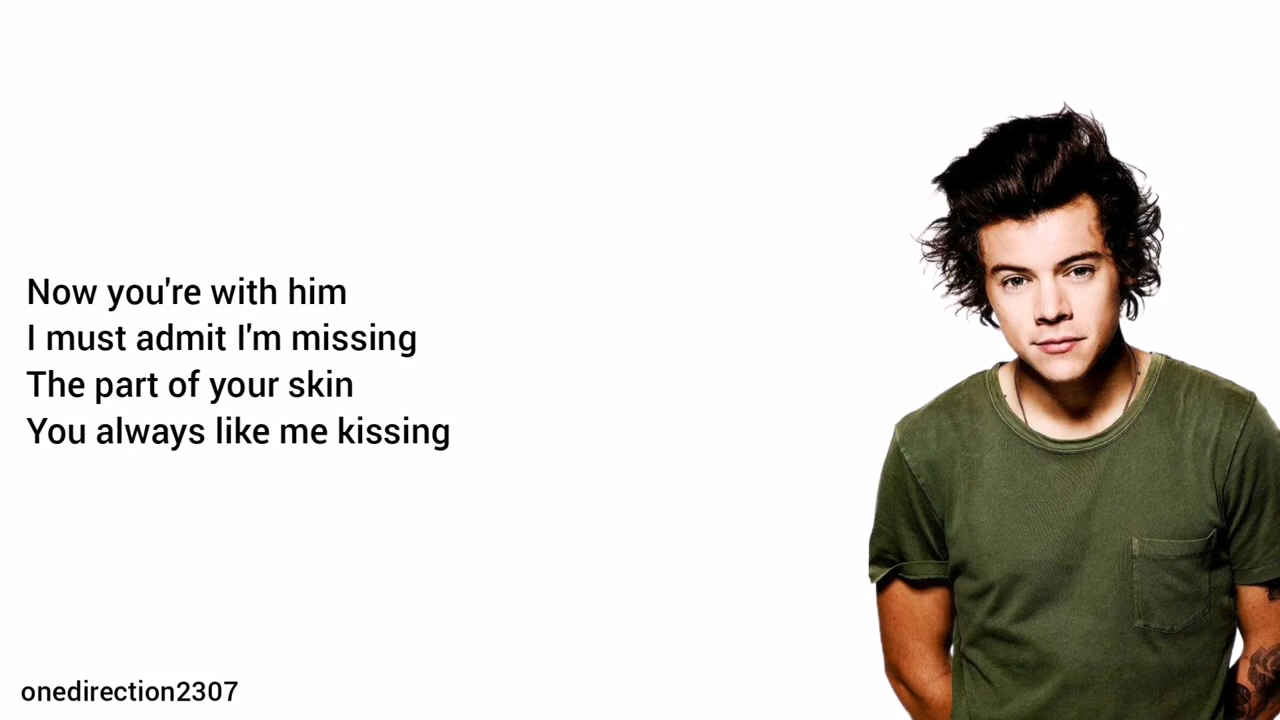 Now you're with him
I must admit I'm missing
The part of your skin
You always like me kissing
onedirection2307